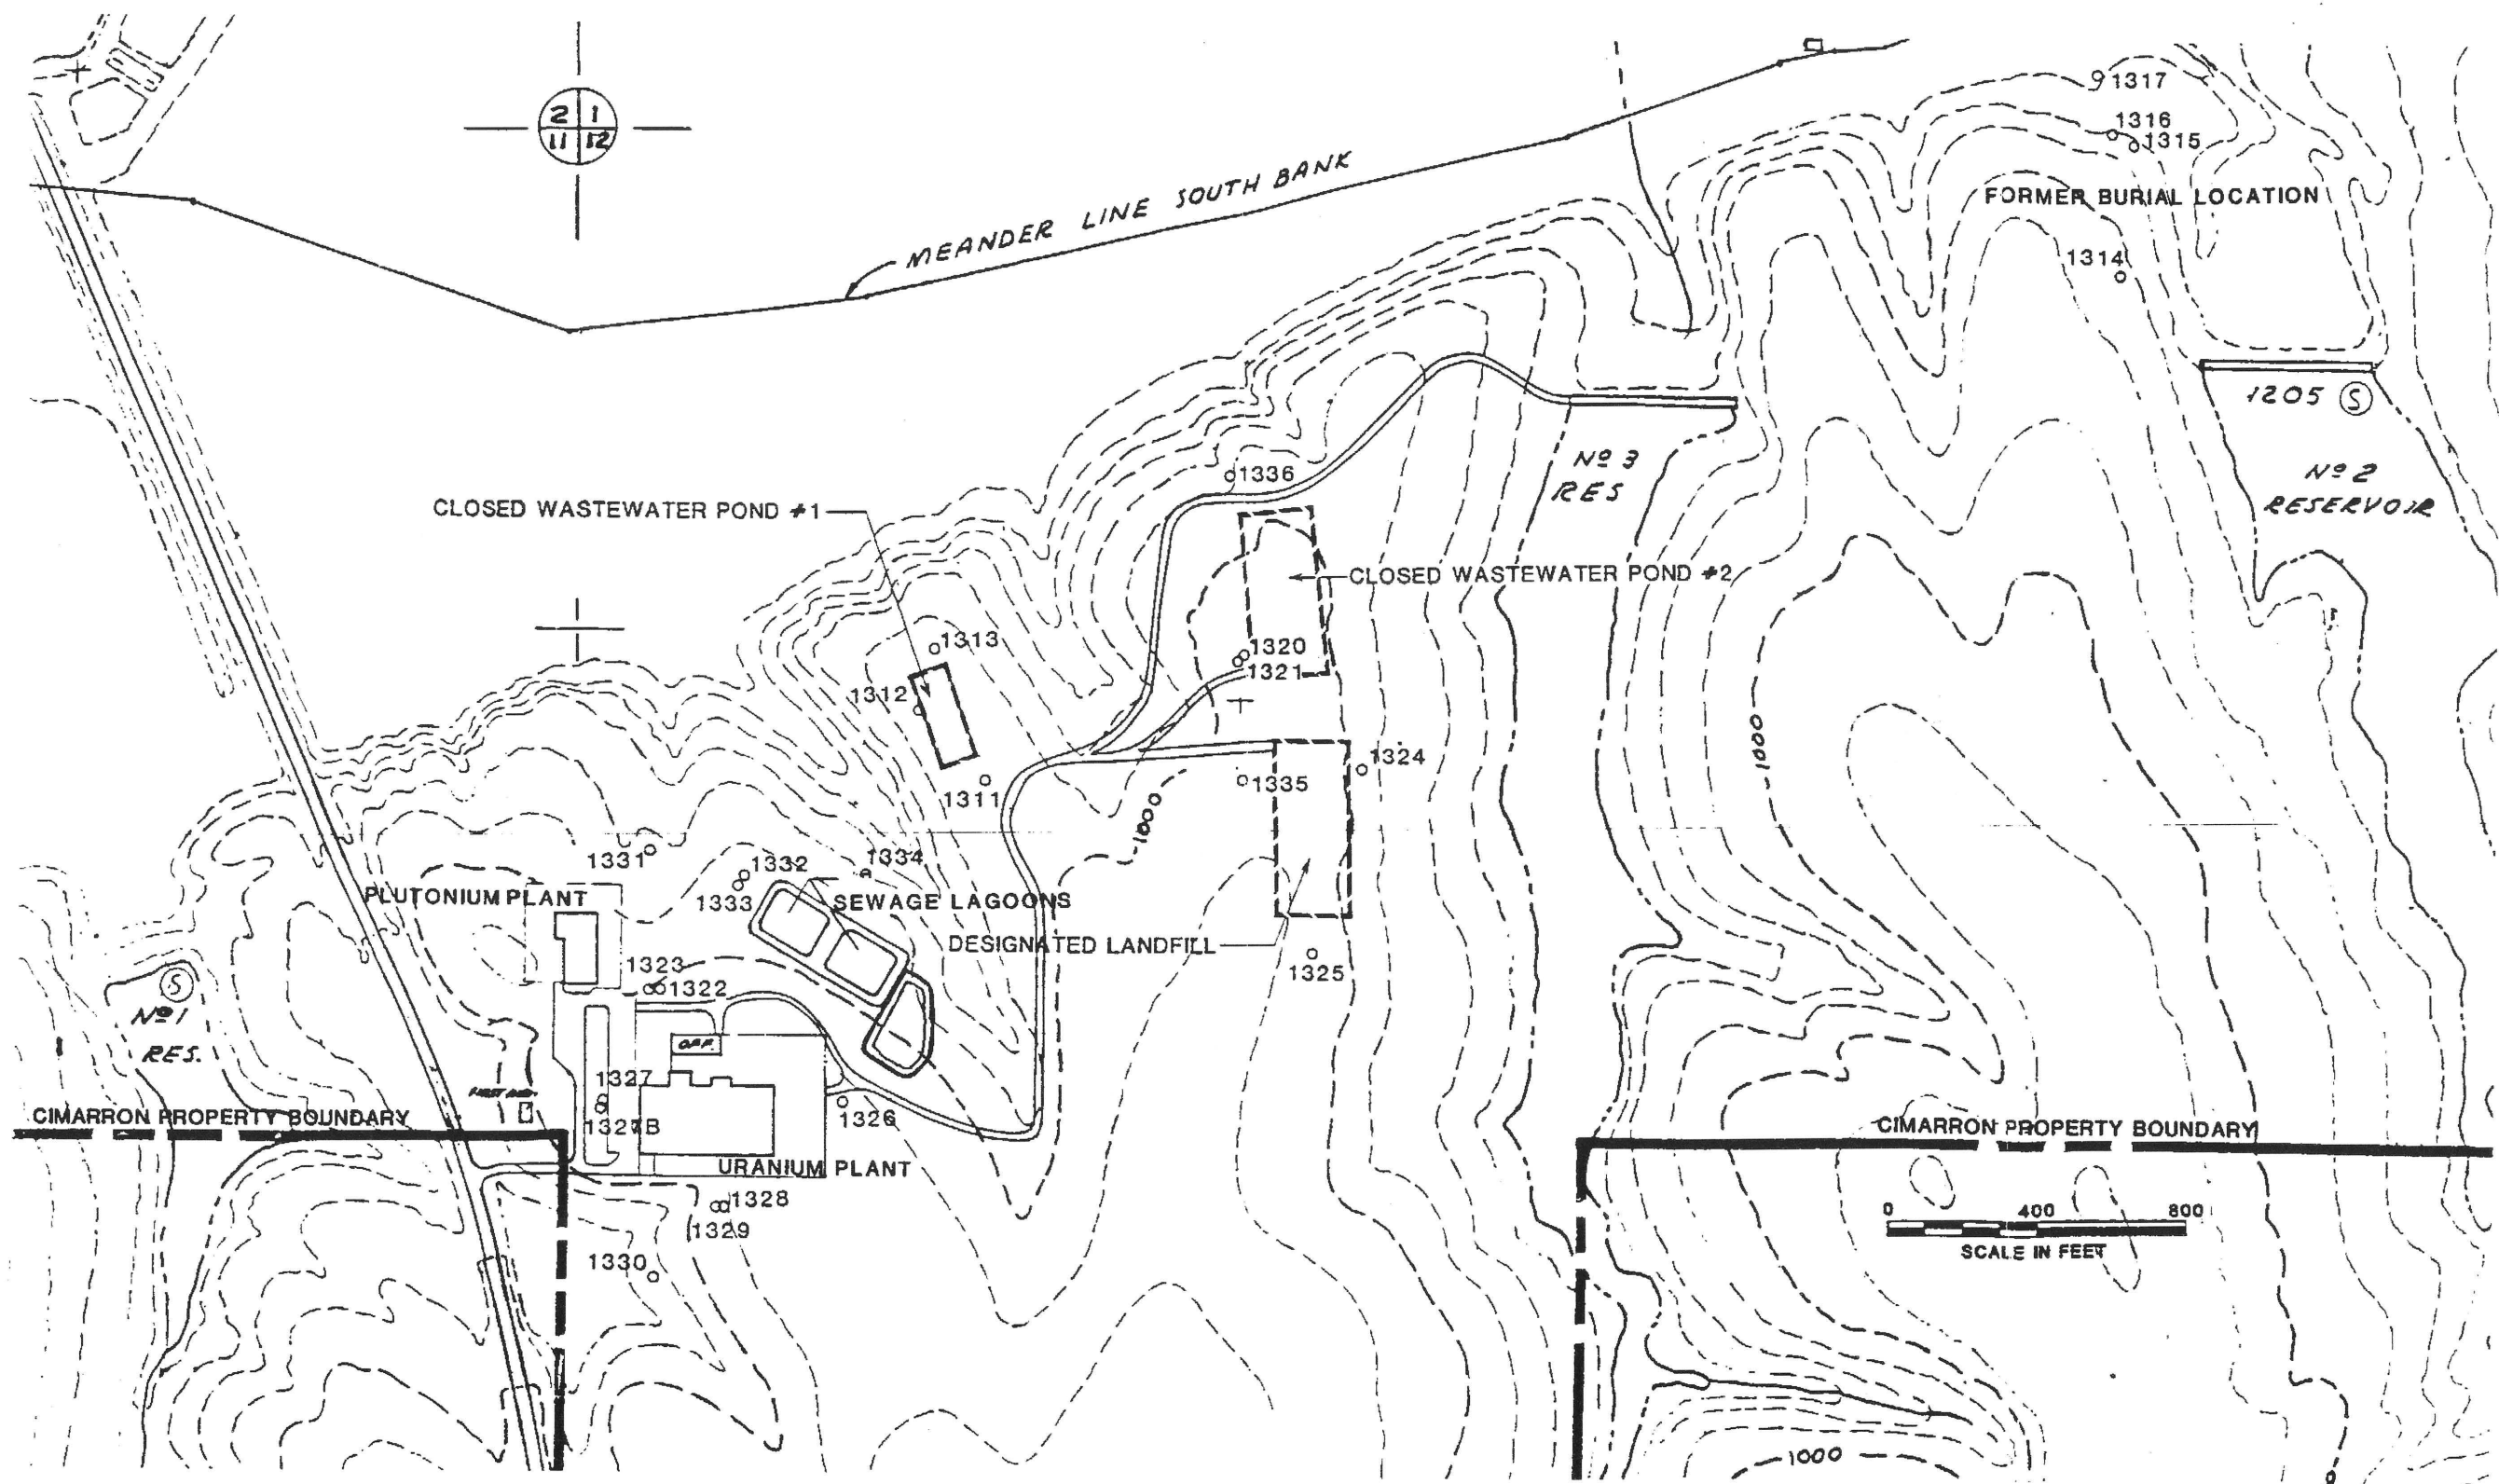 2 1
11 12
1317
1316
1315
MEANDER LINE SOUTH BANK
FORMER BURIAL LOCATION
1314
1205 S
Nº 3
RES
Nº 2
RESERVOIR
1336
CLOSED WASTEWATER POND #1
CLOSED WASTEWATER POND #2
1313
1320
1321
1312
1000
1324
1335
1311
1000
1331
1332
1334
PLUTONIUM PLANT
1333
SEWAGE LAGOONS
DESIGNATED LANDFILL
1323
1322
1325
S
Nº 1
RES.
OFF.
1327
1326
1327B
CIMARRON PROPERTY BOUNDARY
CIMARRON PROPERTY BOUNDARY
URANIUM PLANT
1328
1329
1330
0 400 800
SCALE IN FEET
1000